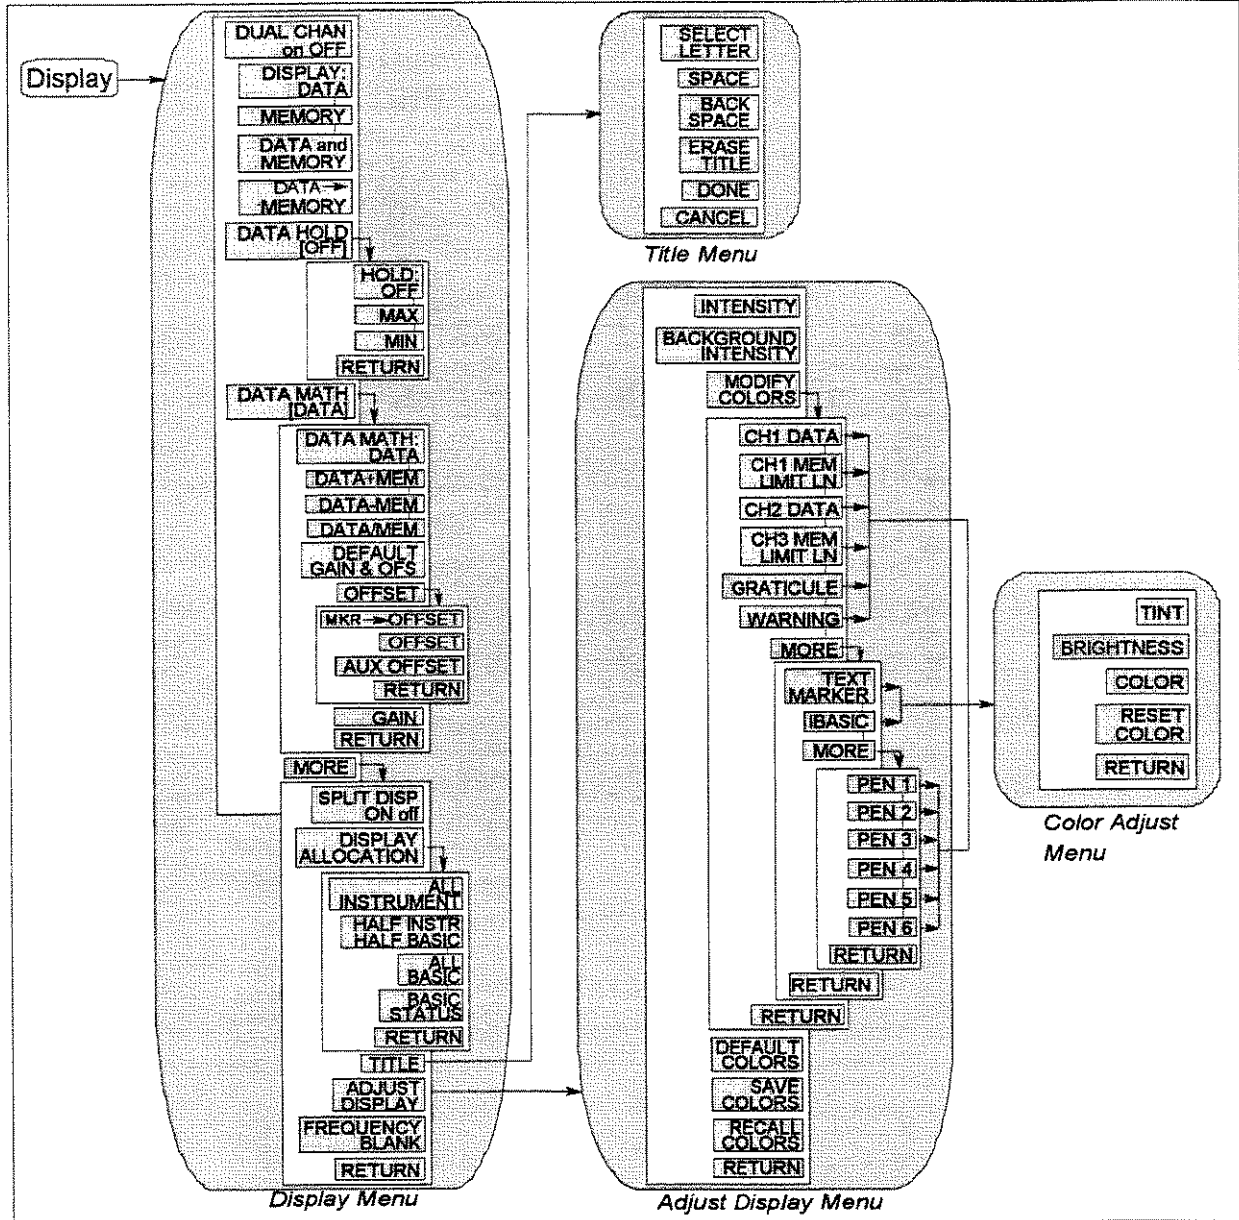 Display
DUAL CHAN
on OFF
DISPLAY:
DATA
MEMORY
DATA and
MEMORY
DATA→
MEMORY
DATA HOLD
[OFF]
HOLD:
OFF
MAX
MIN
RETURN
DATA MATH
[DATA]
DATA MATH:
DATA
DATA+MEM
DATA-MEM
DATA/MEM
DEFAULT
GAIN & OFS
OFFSET
MKR→OFFSET
OFFSET
AUX OFFSET
RETURN
GAIN
RETURN
MORE
SPLIT DISP
ON off
DISPLAY
ALLOCATION
ALL
INSTRUMENT
HALF INSTR
HALF BASIC
ALL
BASIC
BASIC
STATUS
RETURN
TITLE
ADJUST
DISPLAY
FREQUENCY
BLANK
RETURN
Display Menu
SELECT
LETTER
SPACE
BACK
SPACE
ERASE
TITLE
DONE
CANCEL
Title Menu
INTENSITY
BACKGROUND
INTENSITY
MODIFY
COLORS
CH1 DATA
CH1 MEM
LIMIT LN
CH2 DATA
CH3 MEM
LIMIT LN
GRATICULE
WARNING
MORE
TEXT
MARKER
IBASIC
MORE
PEN 1
PEN 2
PEN 3
PEN 4
PEN 5
PEN 6
RETURN
RETURN
RETURN
DEFAULT
COLORS
SAVE
COLORS
RECALL
COLORS
RETURN
Adjust Display Menu
TINT
BRIGHTNESS
COLOR
RESET
COLOR
RETURN
Color Adjust
Menu